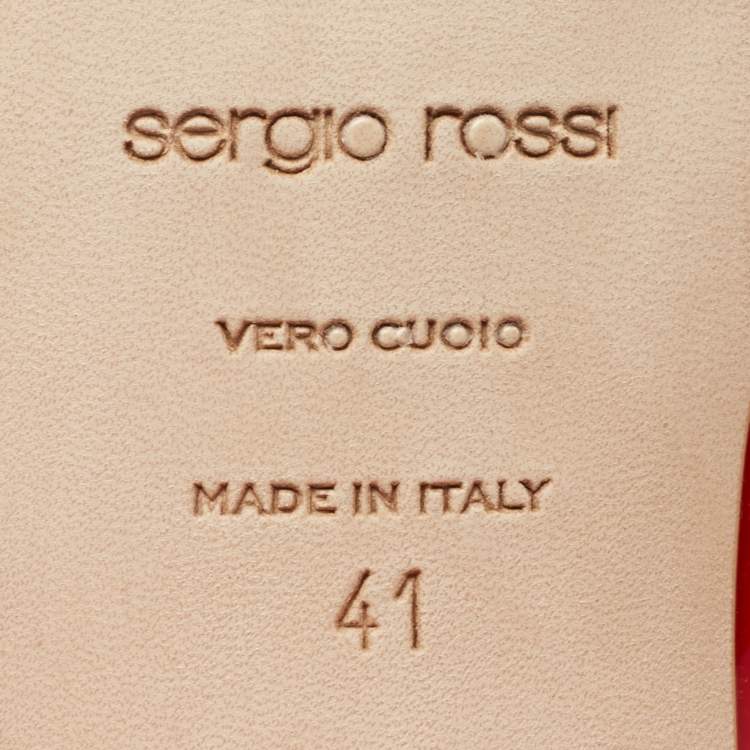 sergio rossi
VERO CUOIO
MADE IN ITALY
41